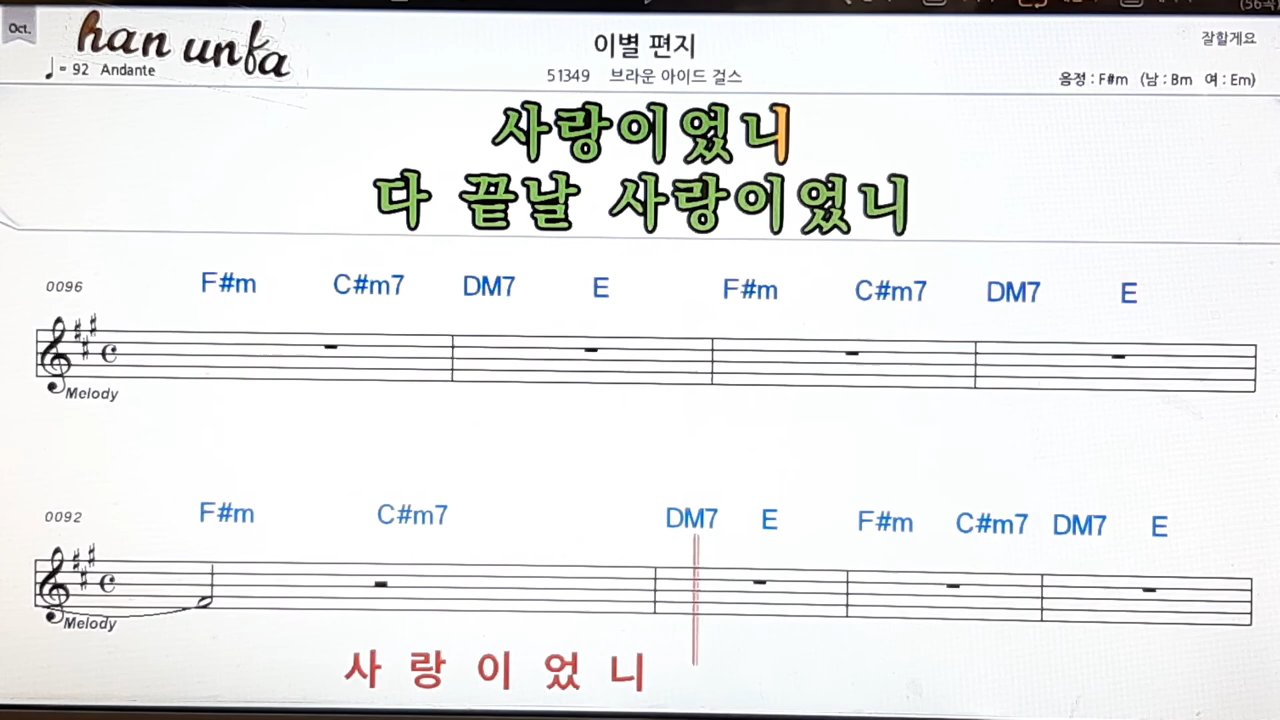 Oct.
han unfa
♩= 92 Andante
이별 편지
51349 브라운 아이드 걸스
잘할게요
음정 : F#m (남 : Bm 여 : Em)
사랑이었니
다 끝날 사랑이었니
0096 F#m C#m7 DM7 E F#m C#m7 DM7 E
Melody
0092 F#m C#m7 DM7 E F#m C#m7 DM7 E
Melody
사 랑 이 었 니